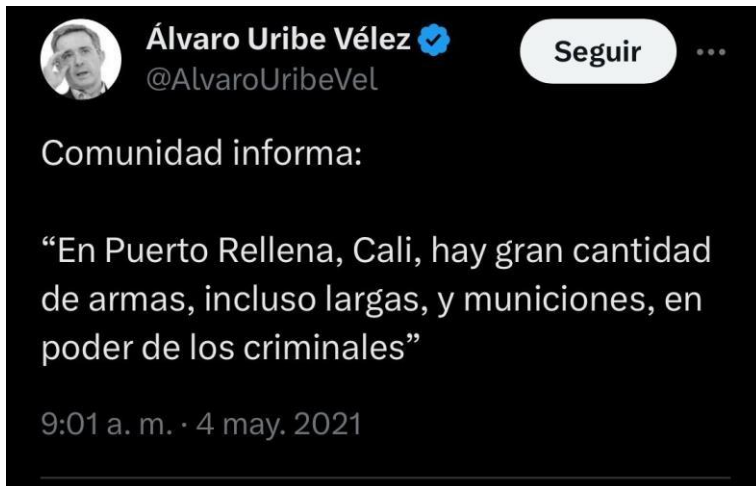 Álvaro Uribe Vélez
Seguir
@AlvaroUribeVel
Comunidad informa:
“En Puerto Rellena, Cali, hay gran cantidad
de armas, incluso largas, y municiones, en
poder de los criminales”
9:01 a. m. · 4 may. 2021